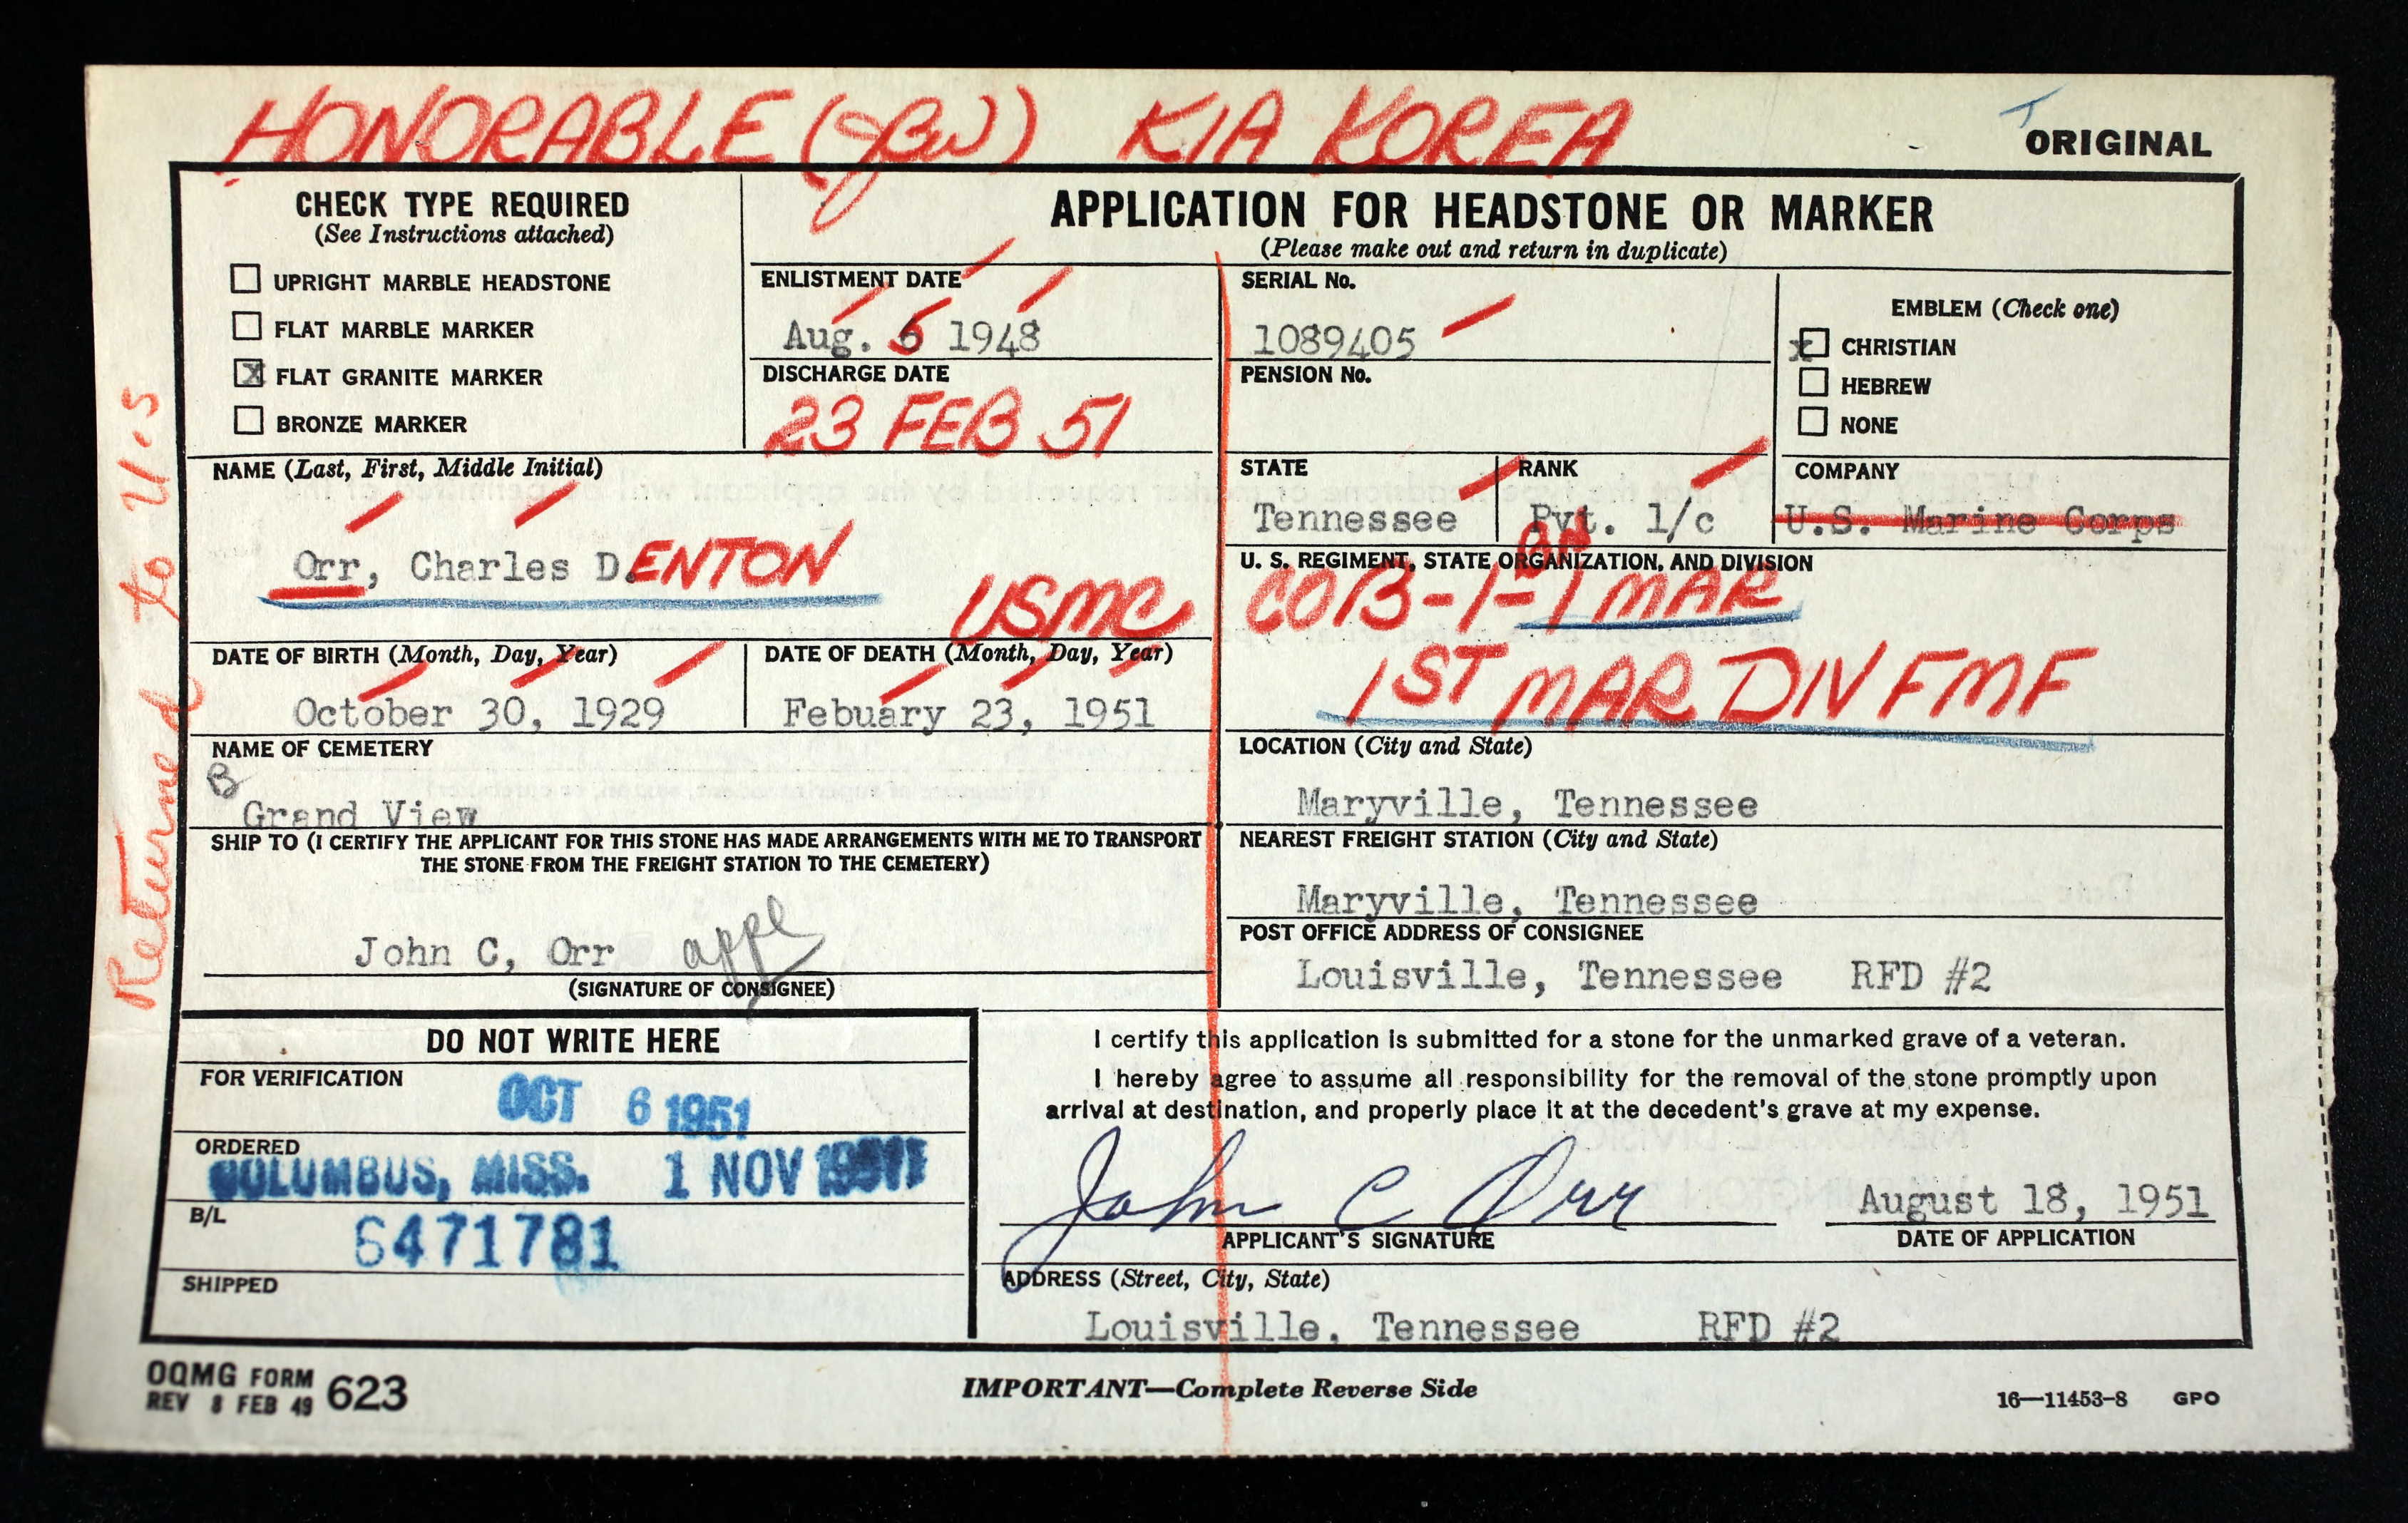 HONORABLE (JBW) KIA KOREA
ORIGINAL
CHECK TYPE REQUIRED
(See Instructions attached)
UPRIGHT MARBLE HEADSTONE
FLAT MARBLE MARKER
X FLAT GRANITE MARKER
BRONZE MARKER
APPLICATION FOR HEADSTONE OR MARKER
(Please make out and return in duplicate)
ENLISTMENT DATE
Aug. 6 1948
DISCHARGE DATE
23 FEB 51
SERIAL No.
1089405
PENSION No.
EMBLEM (Check one)
x CHRISTIAN
HEBREW
NONE
NAME (Last, First, Middle Initial)
Orr, Charles D.ENTON
USMC
STATE
Tennessee
RANK
Pvt. 1/c
COMPANY
U.S. Marine Corps
U. S. REGIMENT, STATE ORGANIZATION, AND DIVISION
BN
CO B-1-1 MAR
1ST MAR DIV FMF
DATE OF BIRTH (Month, Day, Year)
October 30, 1929
DATE OF DEATH (Month, Day, Year)
Febuary 23, 1951
NAME OF CEMETERY
B
Grand View
LOCATION (City and State)
Maryville, Tennessee
SHIP TO (I CERTIFY THE APPLICANT FOR THIS STONE HAS MADE ARRANGEMENTS WITH ME TO TRANSPORT
THE STONE FROM THE FREIGHT STATION TO THE CEMETERY)
John C, Orr appl
(SIGNATURE OF CONSIGNEE)
NEAREST FREIGHT STATION (City and State)
Maryville, Tennessee
POST OFFICE ADDRESS OF CONSIGNEE
Louisville, Tennessee RFD #2
Returned to U.S
DO NOT WRITE HERE
FOR VERIFICATION
OCT 6 1951
ORDERED
COLUMBUS, MISS. 1 NOV 1951
B/L
6471781
SHIPPED
I certify this application is submitted for a stone for the unmarked grave of a veteran.
I hereby agree to assume all responsibility for the removal of the stone promptly upon
arrival at destination, and properly place it at the decedent's grave at my expense.
John C Orr
APPLICANT'S SIGNATURE
August 18, 1951
DATE OF APPLICATION
ADDRESS (Street, City, State)
Louisville, Tennessee RFD #2
OQMG FORM 623
REV 8 FEB 49
IMPORTANT—Complete Reverse Side
16—11453-8 GPO